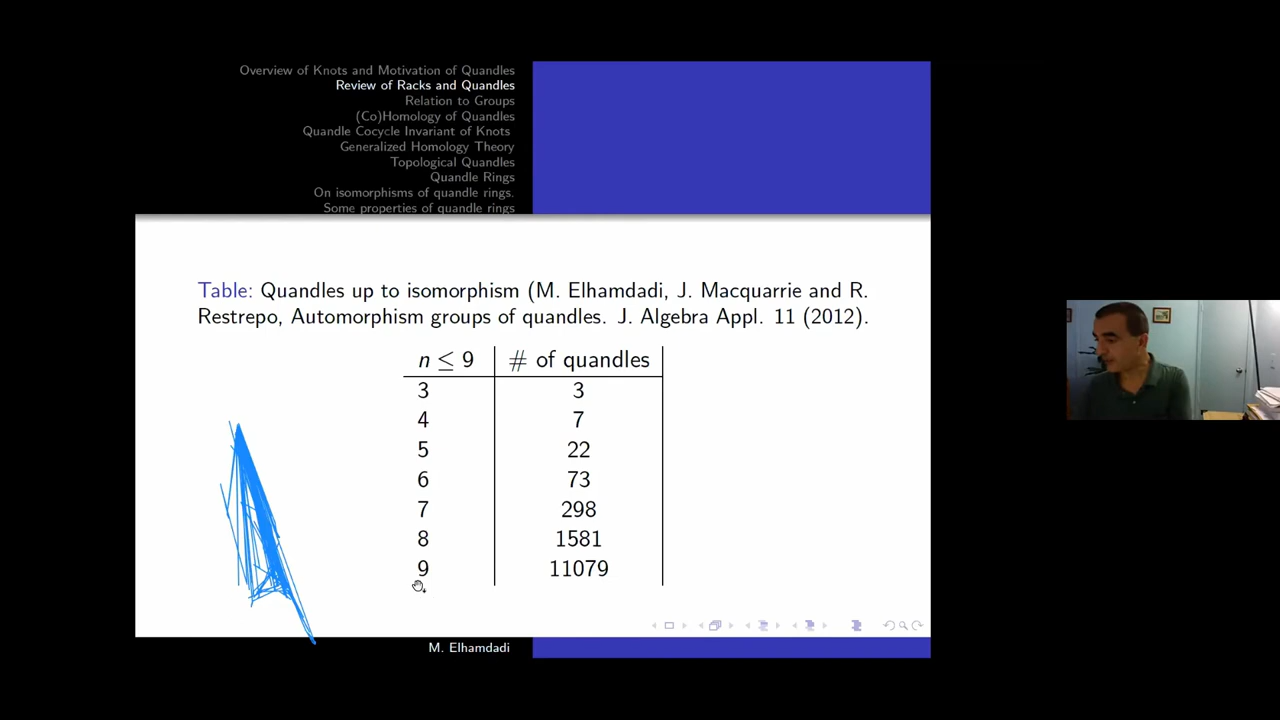 Overview of Knots and Motivation of Quandles
Review of Racks and Quandles
Relation to Groups
(Co)Homology of Quandles
Quandle Cocycle Invariant of Knots
Generalized Homology Theory
Topological Quandles
Quandle Rings
On isomorphisms of quandle rings.
Some properties of quandle rings
Table: Quandles up to isomorphism (M. Elhamdadi, J. Macquarrie and R.
Restrepo, Automorphism groups of quandles. J. Algebra Appl. 11 (2012).
n ≤ 9 # of quandles
3 3
4 7
5 22
6 73
7 298
8 1581
9 11079
M. Elhamdadi